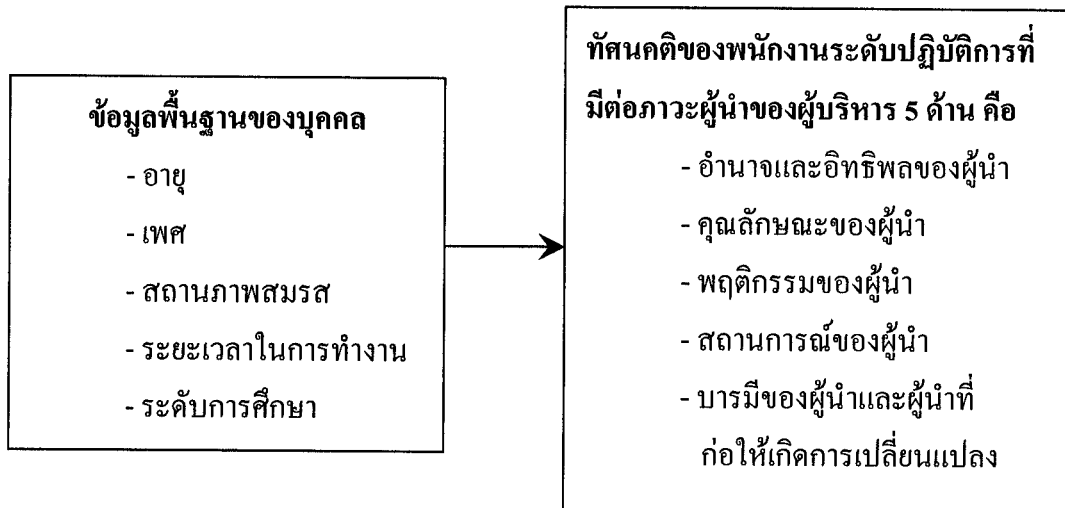 ข้อมูลพื้นฐานของบุคคล
- อายุ
- เพศ
- สถานภาพสมรส
- ระยะเวลาในการทำงาน
- ระดับการศึกษา
ทัศนคติของพนักงานระดับปฏิบัติการที่
มีต่อภาวะผู้นำของผู้บริหาร 5 ด้าน คือ
- อำนาจและอิทธิพลของผู้นำ
- คุณลักษณะของผู้นำ
- พฤติกรรมของผู้นำ
- สถานการณ์ของผู้นำ
- บารมีของผู้นำและผู้นำที่
ก่อให้เกิดการเปลี่ยนแปลง